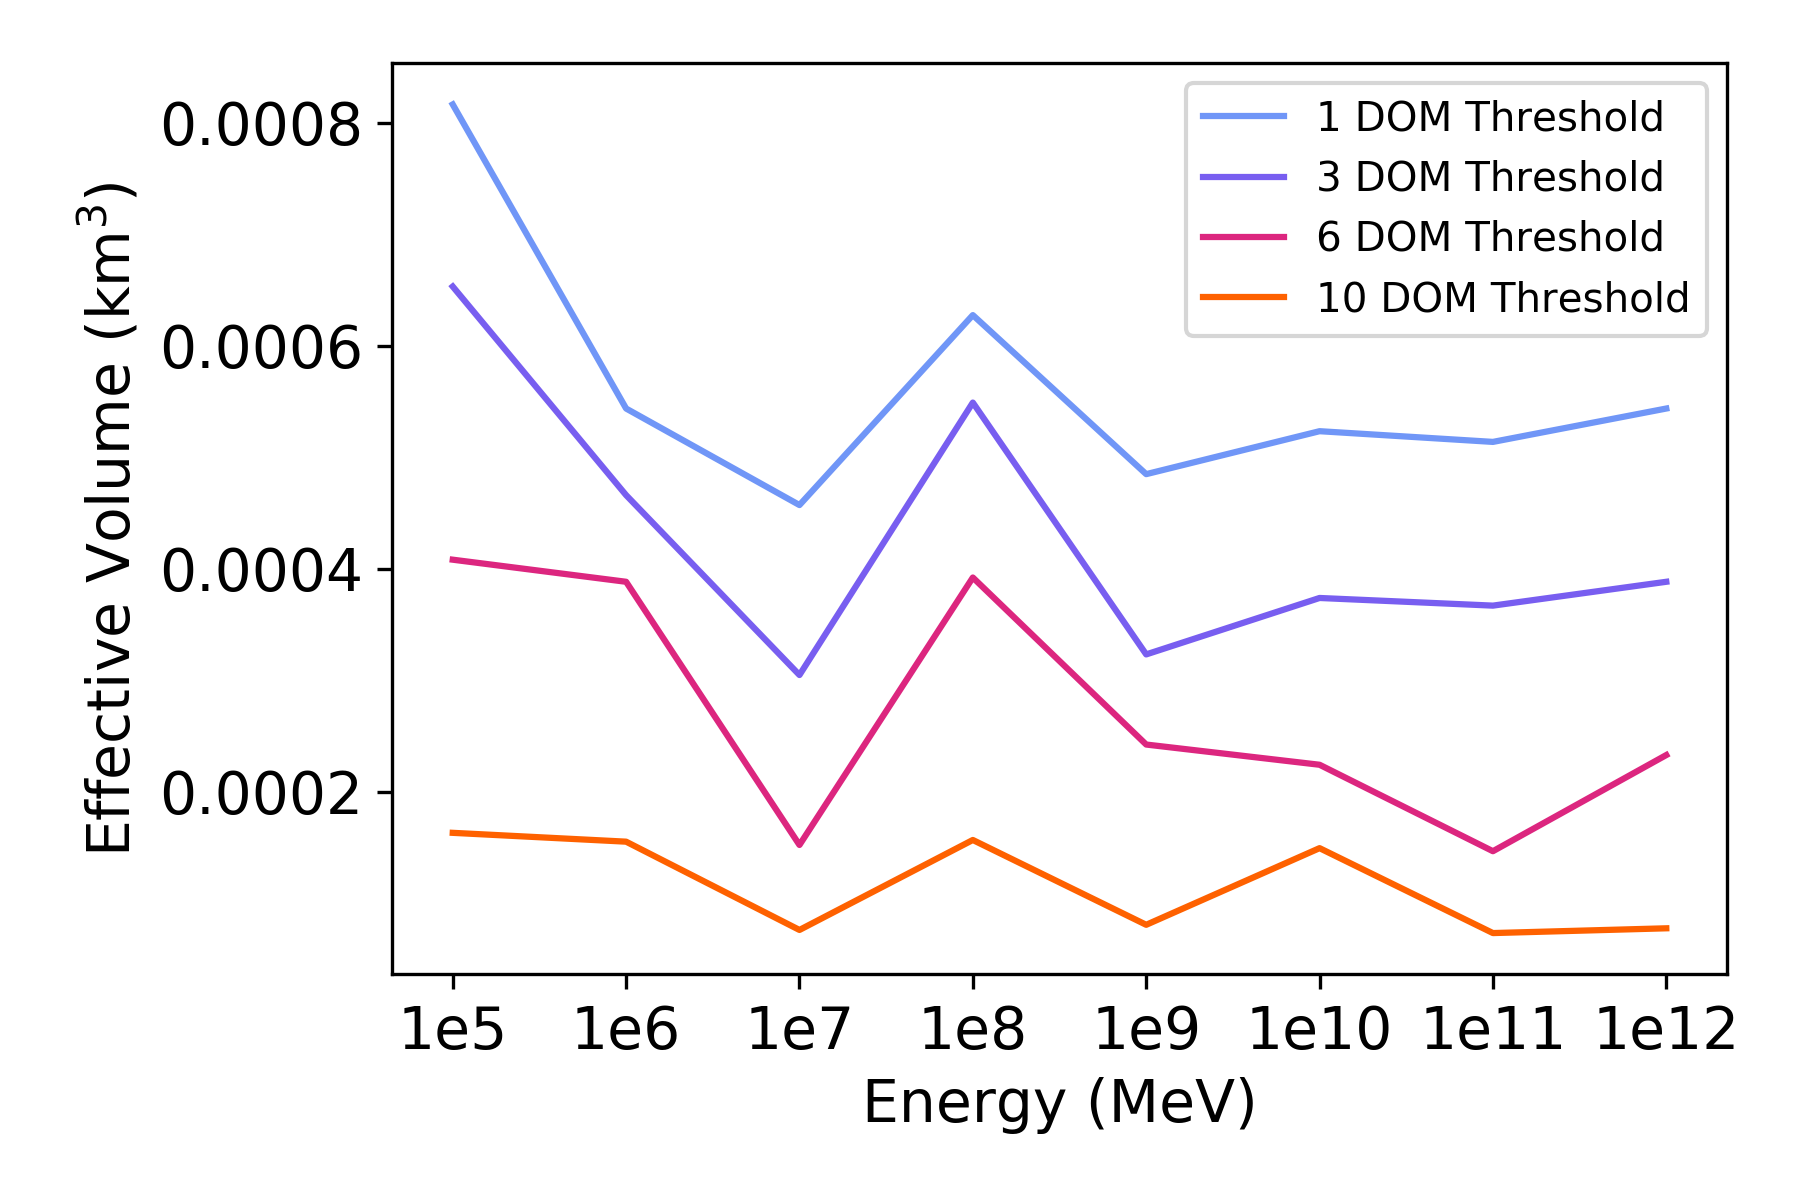 Effective Volume (km³)
0.0008
0.0006
0.0004
0.0002
1 DOM Threshold
3 DOM Threshold
6 DOM Threshold
10 DOM Threshold
1e5 1e6 1e7 1e8 1e9 1e10 1e11 1e12
Energy (MeV)